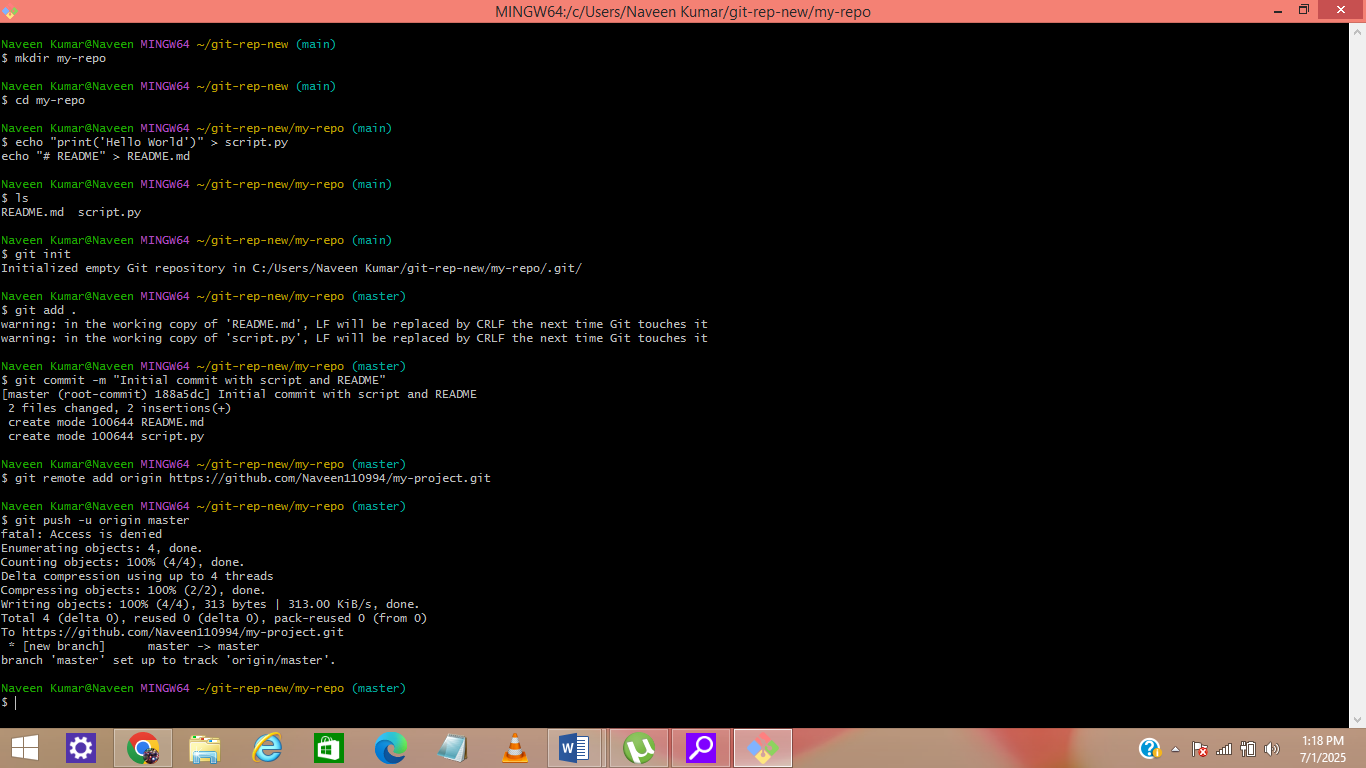 MINGW64:/c/Users/Naveen Kumar/git-rep-new/my-repo
Naveen Kumar@Naveen MINGW64 ~/git-rep-new (main)
$ mkdir my-repo
Naveen Kumar@Naveen MINGW64 ~/git-rep-new (main)
$ cd my-repo
Naveen Kumar@Naveen MINGW64 ~/git-rep-new/my-repo (main)
$ echo "print('Hello World')" > script.py
echo "# README" > README.md
Naveen Kumar@Naveen MINGW64 ~/git-rep-new/my-repo (main)
$ ls
README.md  script.py
Naveen Kumar@Naveen MINGW64 ~/git-rep-new/my-repo (main)
$ git init
Initialized empty Git repository in C:/Users/Naveen Kumar/git-rep-new/my-repo/.git/
Naveen Kumar@Naveen MINGW64 ~/git-rep-new/my-repo (master)
$ git add .
warning: in the working copy of 'README.md', LF will be replaced by CRLF the next time Git touches it
warning: in the working copy of 'script.py', LF will be replaced by CRLF the next time Git touches it
Naveen Kumar@Naveen MINGW64 ~/git-rep-new/my-repo (master)
$ git commit -m "Initial commit with script and README"
[master (root-commit) 188a5dc] Initial commit with script and README
 2 files changed, 2 insertions(+)
 create mode 100644 README.md
 create mode 100644 script.py
Naveen Kumar@Naveen MINGW64 ~/git-rep-new/my-repo (master)
$ git remote add origin https://github.com/Naveen110994/my-project.git
Naveen Kumar@Naveen MINGW64 ~/git-rep-new/my-repo (master)
$ git push -u origin master
fatal: Access is denied
Enumerating objects: 4, done.
Counting objects: 100% (4/4), done.
Delta compression using up to 4 threads
Compressing objects: 100% (2/2), done.
Writing objects: 100% (4/4), 313 bytes | 313.00 KiB/s, done.
Total 4 (delta 0), reused 0 (delta 0), pack-reused 0 (from 0)
To https://github.com/Naveen110994/my-project.git
 * [new branch]      master -> master
branch 'master' set up to track 'origin/master'.
Naveen Kumar@Naveen MINGW64 ~/git-rep-new/my-repo (master)
$
1:18 PM
7/1/2025